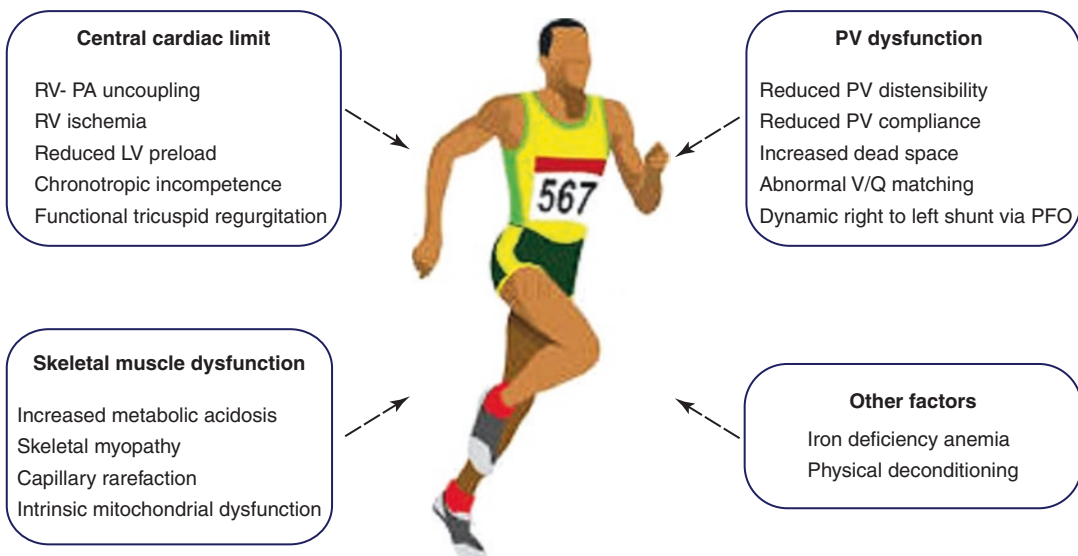 Central cardiac limit
RV- PA uncoupling
RV ischemia
Reduced LV preload
Chronotropic incompetence
Functional tricuspid regurgitation
PV dysfunction
Reduced PV distensibility
Reduced PV compliance
Increased dead space
Abnormal V/Q matching
Dynamic right to left shunt via PFO
567
Skeletal muscle dysfunction
Increased metabolic acidosis
Skeletal myopathy
Capillary rarefaction
Intrinsic mitochondrial dysfunction
Other factors
Iron deficiency anemia
Physical deconditioning